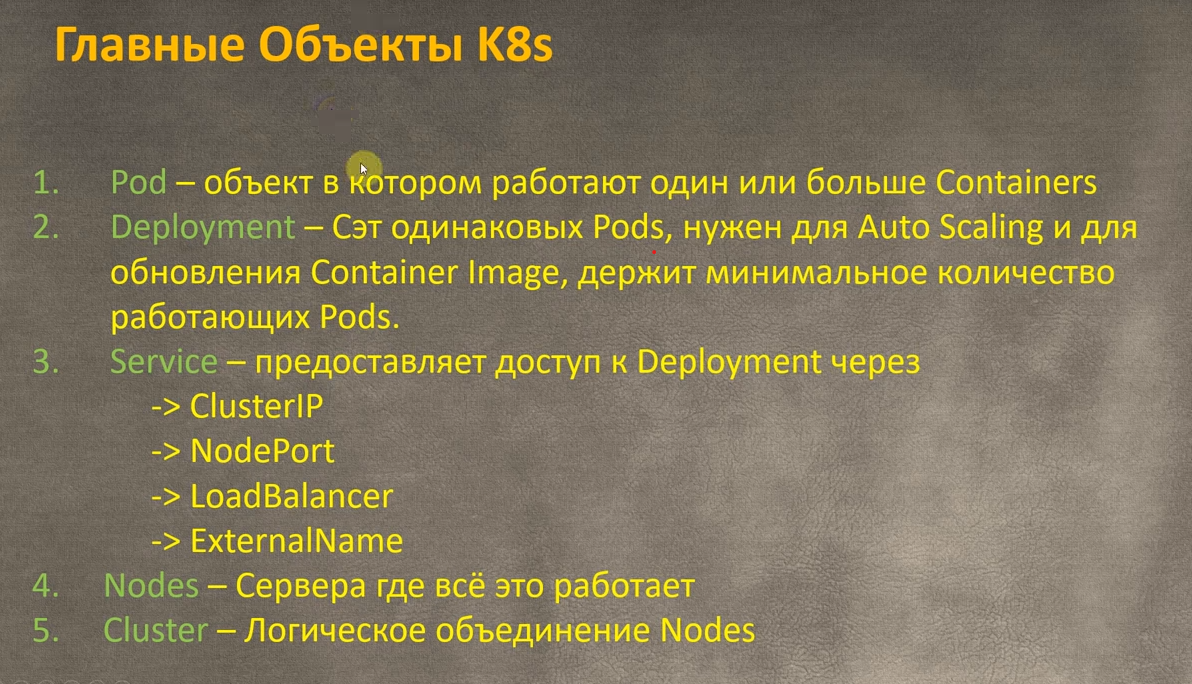 Главные Объекты K8s
1. Pod – объект в котором работают один или больше Containers
2. Deployment – Сэт одинаковых Pods, нужен для Auto Scaling и для
обновления Container Image, держит минимальное количество
работающих Pods.
3. Service – предоставляет доступ к Deployment через
-> ClusterIP
-> NodePort
-> LoadBalancer
-> ExternalName
4. Nodes – Сервера где всё это работает
5. Cluster – Логическое объединение Nodes